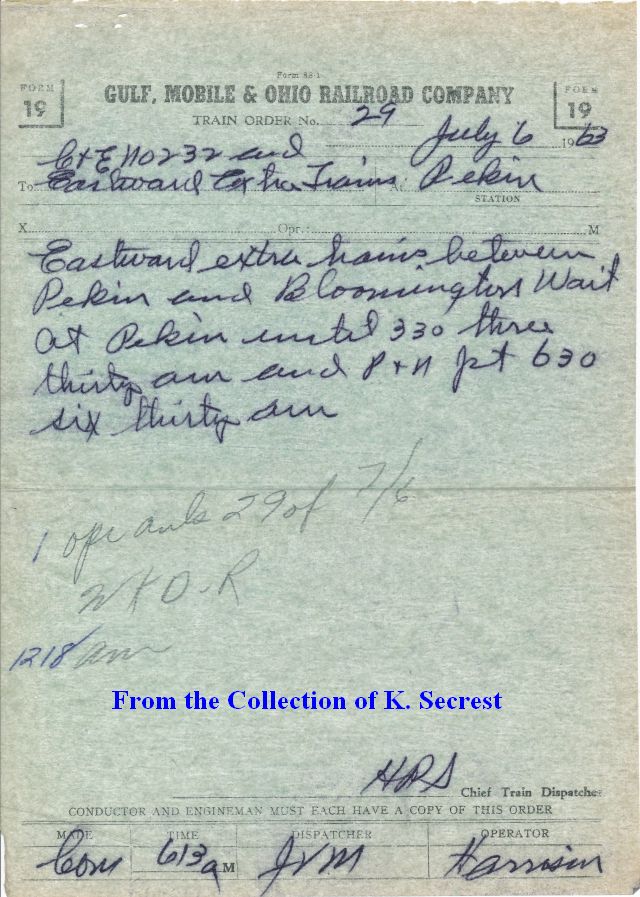 Form 88-1
FORM 19
GULF, MOBILE & OHIO RAILROAD COMPANY
FORM 19
TRAIN ORDER No. 29
July 6 1963
C&E No 232 and
To: Eastward Extra Trains At: Pekin
STATION
X Opr.: M
Eastward extra trains between
Pekin and Bloomington Wait
at Pekin until 330 three
thirty am and P&N jct 630
six thirty am
1 opr 29 of 7/6
1218 am
From the Collection of K. Secrest
HRS Chief Train Dispatcher
CONDUCTOR AND ENGINEMAN MUST EACH HAVE A COPY OF THIS ORDER
MADE TIME DISPATCHER OPERATOR
Com 613 a M JVM Harrison